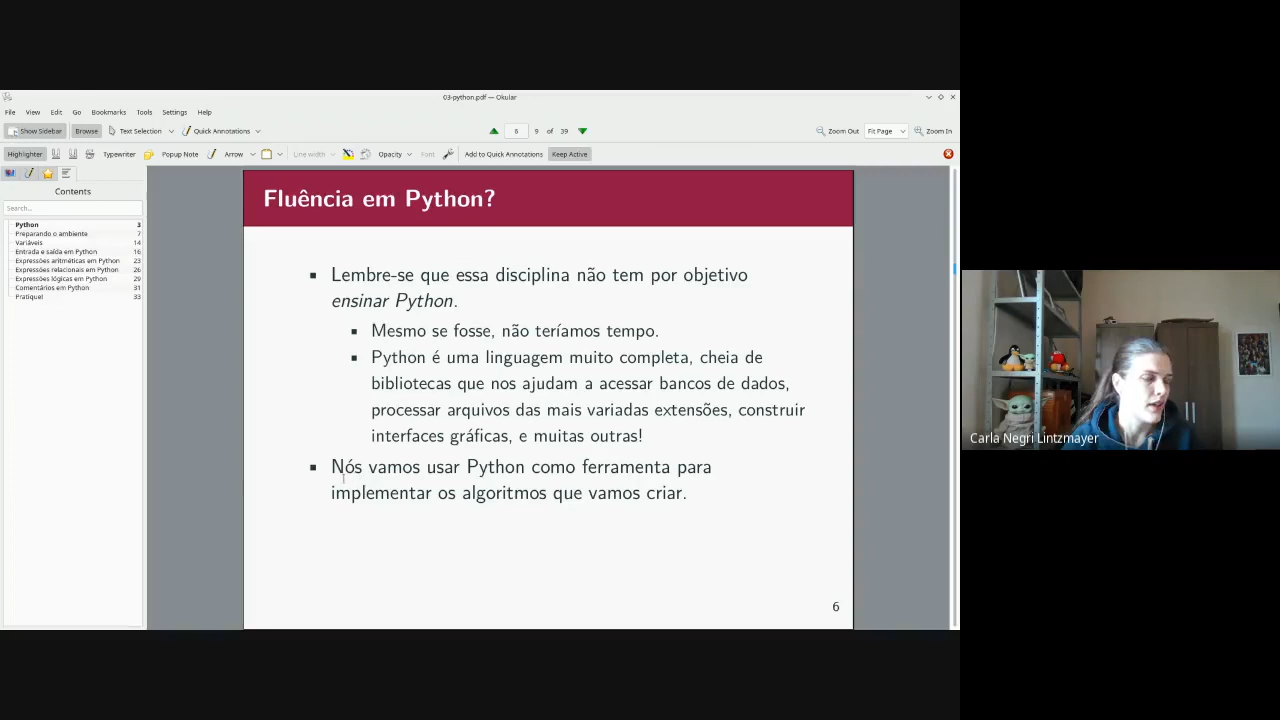 03-python.pdf — Okular
File View Edit Go Bookmarks Tools Settings Help
Show Sidebar Browse Text Selection Quick Annotations 6 9 of 39 Zoom Out Fit Page Zoom In
Highlighter Typewriter Popup Note Arrow Line width Opacity Font Add to Quick Annotations Keep Active
Contents
Search...
Python 3
Preparando o ambiente 7
Variáveis 14
Entrada e saída em Python 16
Expressões aritméticas em Python 23
Expressões relacionais em Python 26
Expressões lógicas em Python 29
Comentários em Python 31
Pratique! 33
Fluência em Python?
Lembre-se que essa disciplina não tem por objetivo
ensinar Python.
Mesmo se fosse, não teríamos tempo.
Python é uma linguagem muito completa, cheia de
bibliotecas que nos ajudam a acessar bancos de dados,
processar arquivos das mais variadas extensões, construir
interfaces gráficas, e muitas outras!
Nós vamos usar Python como ferramenta para
implementar os algoritmos que vamos criar.
6
Carla Negri Lintzmayer